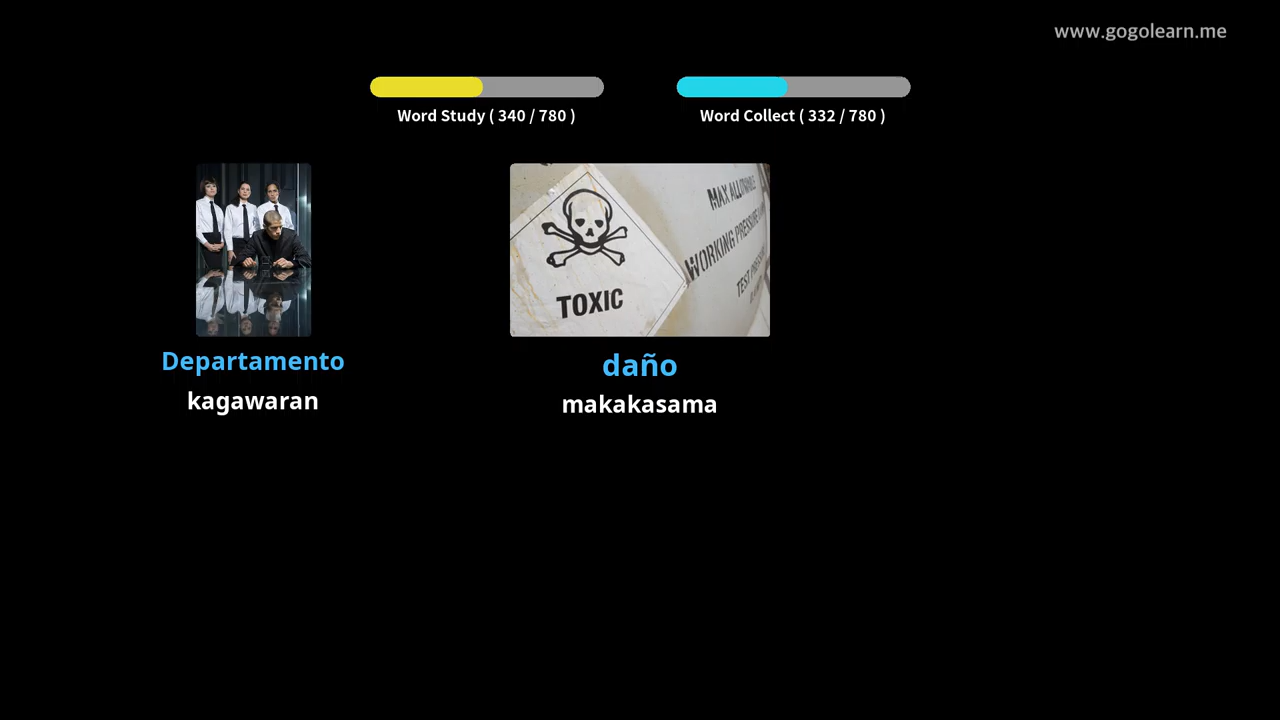 www.gogolearn.me
Word Study ( 340 / 780 )
Word Collect ( 332 / 780 )
MAX ALLOWABLE
WORKING PRESSURE
TEST
TOXIC
Departamento
daño
kagawaran
makakasama